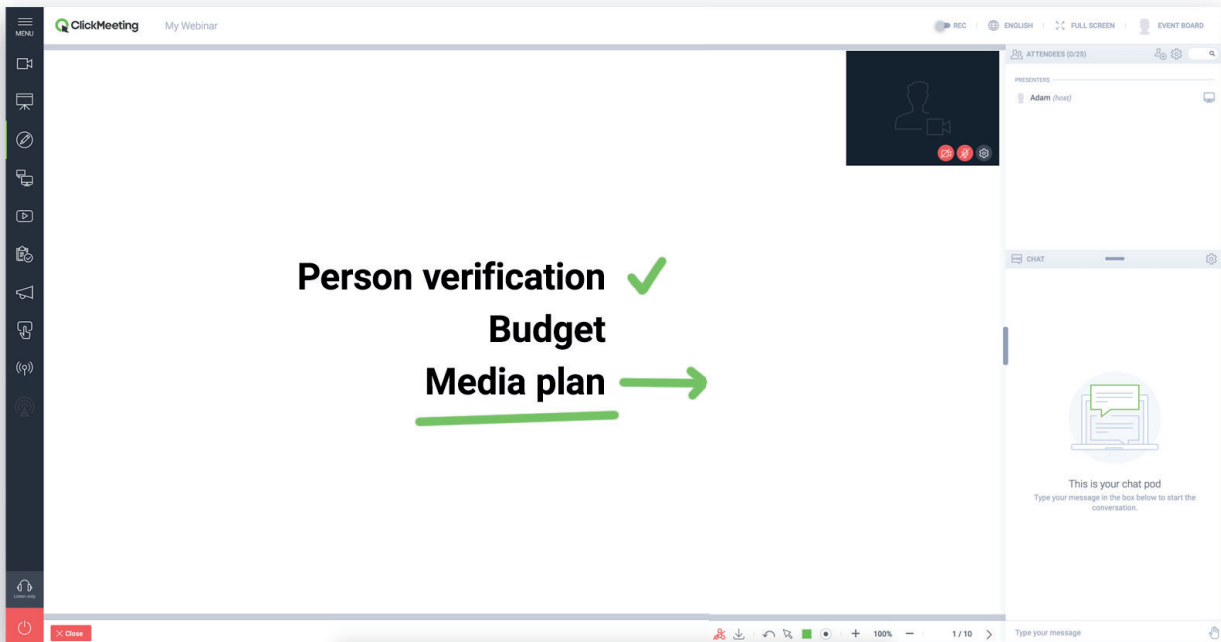 MENU
ClickMeeting
My Webinar
REC
ENGLISH
FULL SCREEN
EVENT BOARD
ATTENDEES (0/25)
PRESENTERS
Adam (host)
Person verification
Budget
Media plan
CHAT
This is your chat pod
Type your message in the box below to start the
conversation.
Listen only
X Close
100%
1 / 10
Type your message